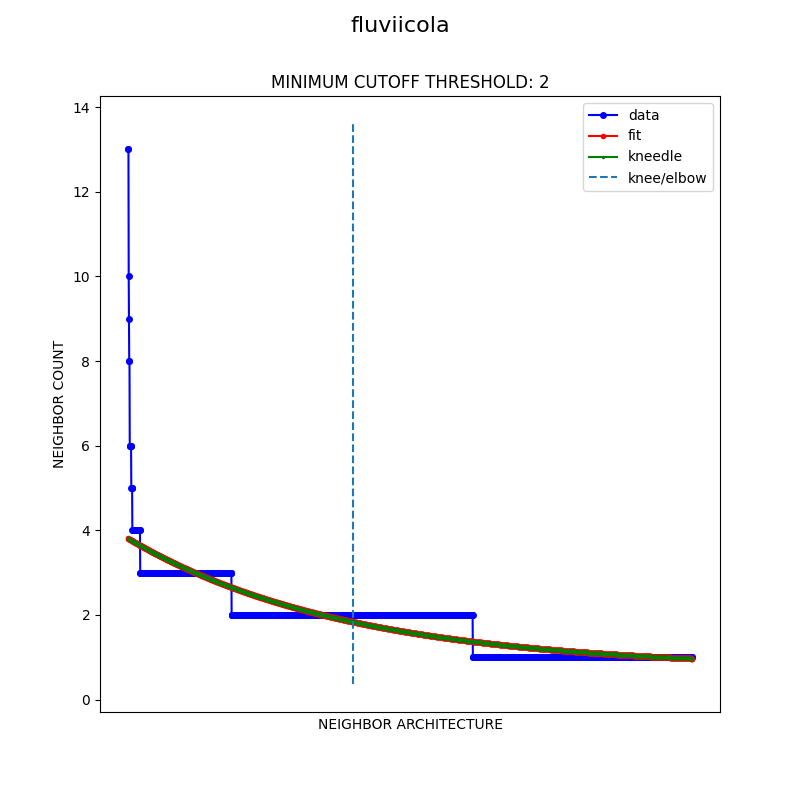 fluviicola
MINIMUM CUTOFF THRESHOLD: 2
14
12
10
8
6
4
2
0
NEIGHBOR COUNT
data
fit
kneedle
knee/elbow
NEIGHBOR ARCHITECTURE